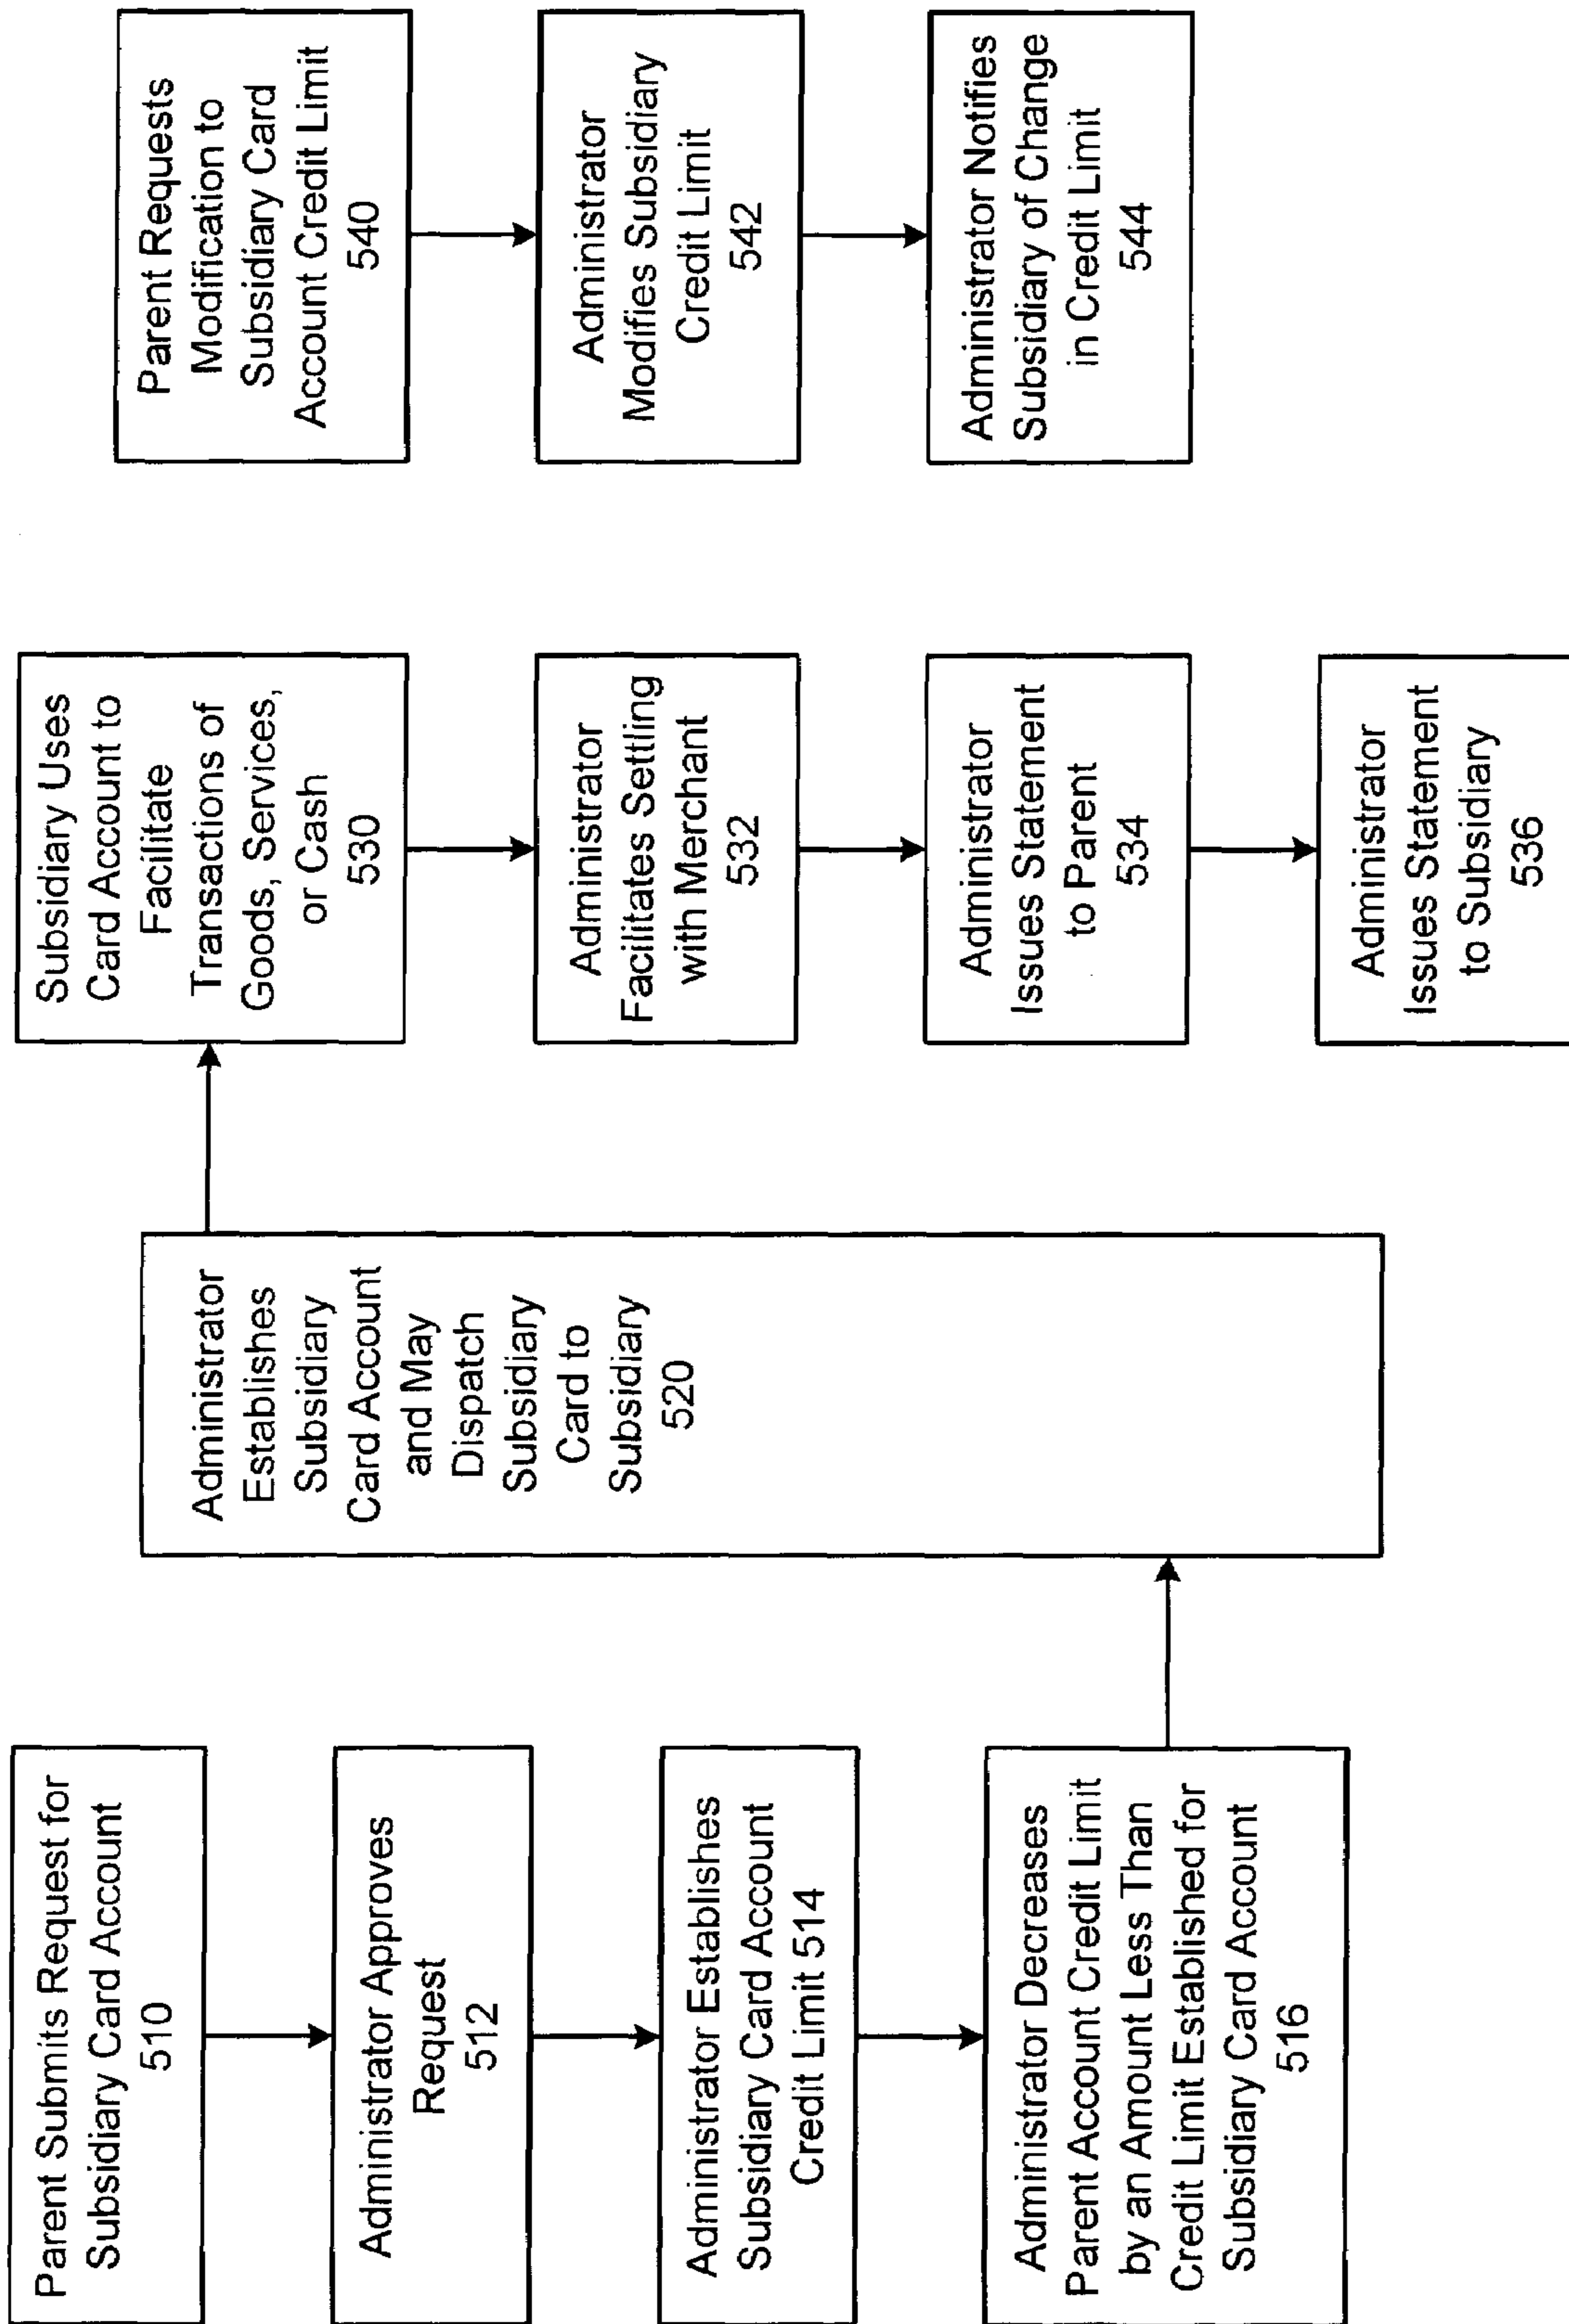 Parent Submits Request for
Subsidiary Card Account
510
Administrator Approves
Request
512
Administrator Establishes
Subsidiary Card Account
Credit Limit 514
Administrator Decreases
Parent Account Credit Limit
by an Amount Less Than
Credit Limit Established for
Subsidiary Card Account
516
Administrator
Establishes
Subsidiary
Card Account
and May
Dispatch
Subsidiary
Card to
Subsidiary
520
Subsidiary Uses
Card Account to
Facilitate
Transactions of
Goods, Services,
or Cash
530
Administrator
Facilitates Settling
with Merchant
532
Administrator
Issues Statement
to Parent
534
Administrator
Issues Statement
to Subsidiary
536
Parent Requests
Modification to
Subsidiary Card
Account Credit Limit
540
Administrator
Modifies Subsidiary
Credit Limit
542
Administrator Notifies
Subsidiary of Change
in Credit Limit
544